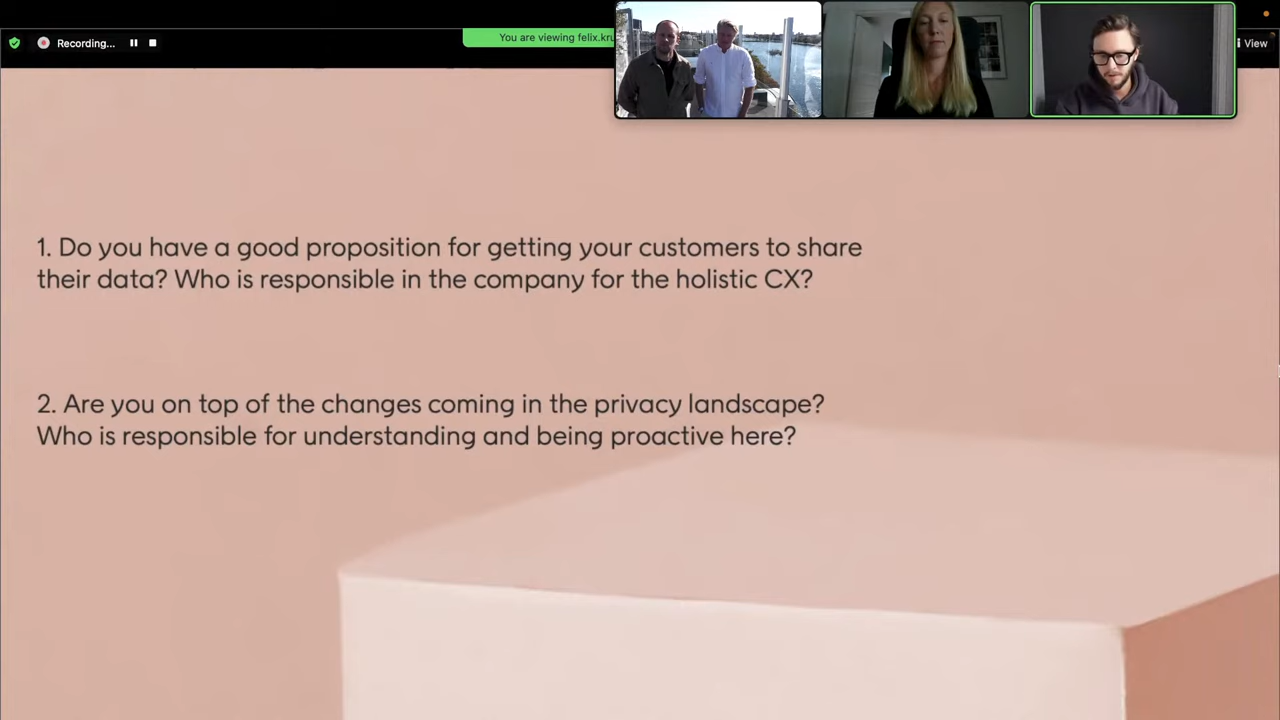 Recording...
You are viewing felix.kru
View
1. Do you have a good proposition for getting your customers to share
their data? Who is responsible in the company for the holistic CX?
2. Are you on top of the changes coming in the privacy landscape?
Who is responsible for understanding and being proactive here?